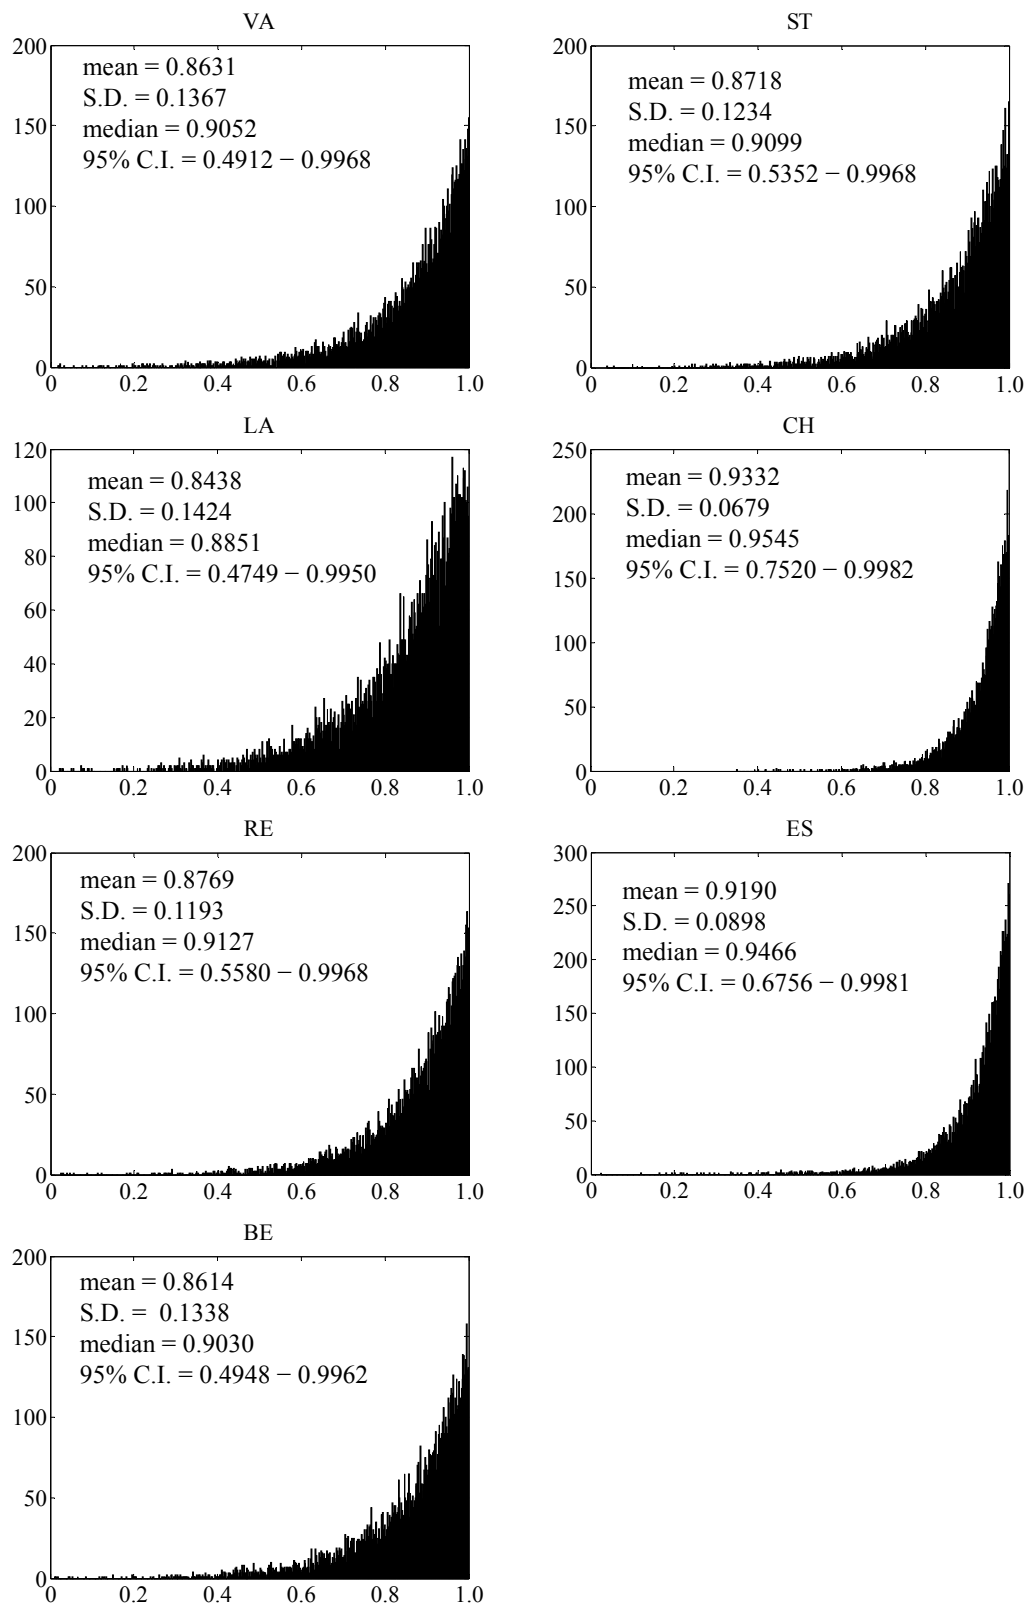 VA
200
150
100
50
0
mean = 0.8631
S.D. = 0.1367
median = 0.9052
95% C.I. = 0.4912 − 0.9968
0 0.2 0.4 0.6 0.8 1.0
ST
200
150
100
50
0
mean = 0.8718
S.D. = 0.1234
median = 0.9099
95% C.I. = 0.5352 − 0.9968
0 0.2 0.4 0.6 0.8 1.0
LA
120
100
80
60
40
20
0
mean = 0.8438
S.D. = 0.1424
median = 0.8851
95% C.I. = 0.4749 − 0.9950
0 0.2 0.4 0.6 0.8 1.0
CH
250
200
150
100
50
0
mean = 0.9332
S.D. = 0.0679
median = 0.9545
95% C.I. = 0.7520 − 0.9982
0 0.2 0.4 0.6 0.8 1.0
RE
200
150
100
50
0
mean = 0.8769
S.D. = 0.1193
median = 0.9127
95% C.I. = 0.5580 − 0.9968
0 0.2 0.4 0.6 0.8 1.0
ES
300
250
200
150
100
50
0
mean = 0.9190
S.D. = 0.0898
median = 0.9466
95% C.I. = 0.6756 − 0.9981
0 0.2 0.4 0.6 0.8 1.0
BE
200
150
100
50
0
mean = 0.8614
S.D. =  0.1338
median = 0.9030
95% C.I. = 0.4948 − 0.9962
0 0.2 0.4 0.6 0.8 1.0